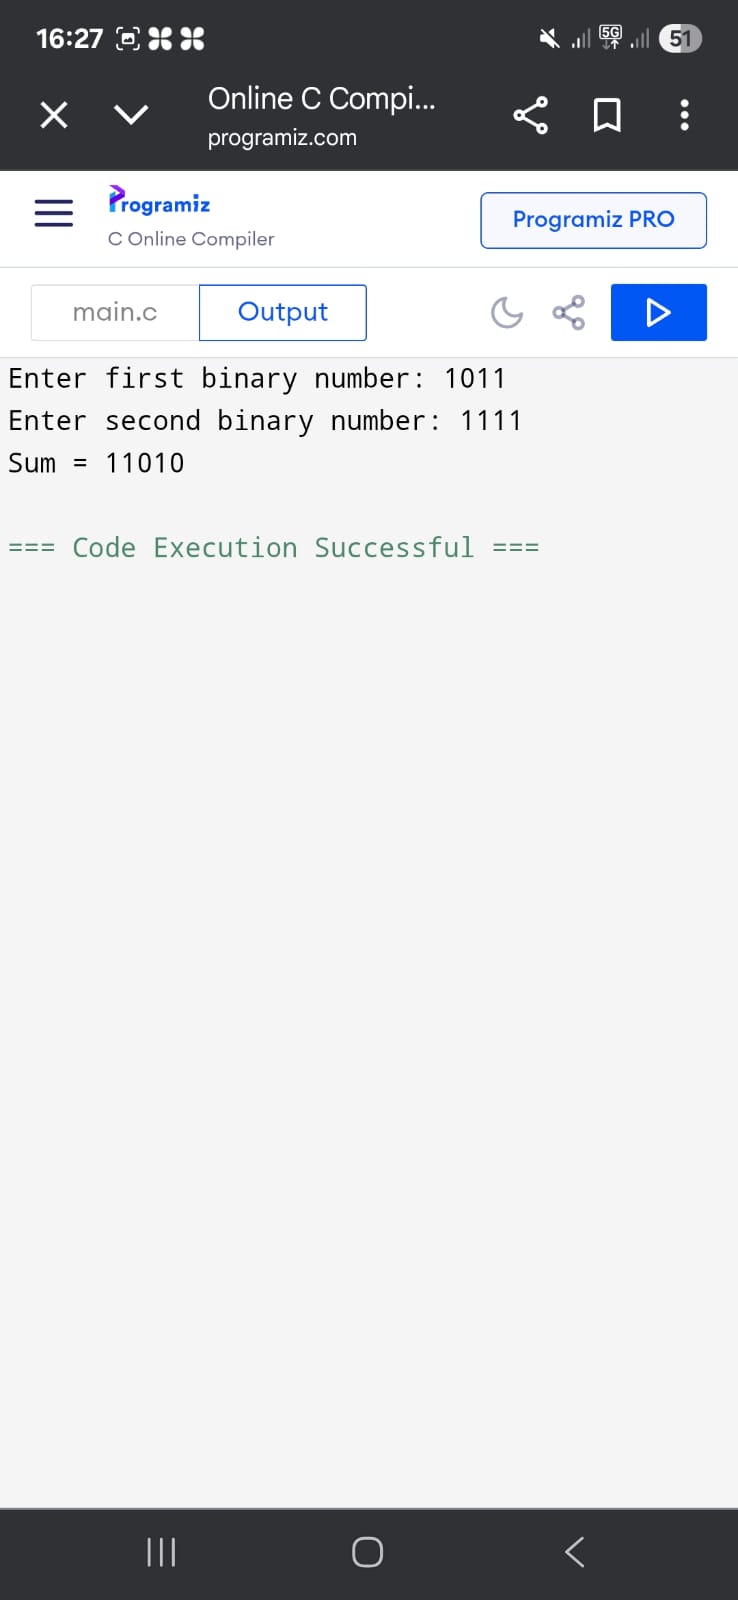 16:27
5G
51
Online C Compi...
programiz.com
Programiz
C Online Compiler
Programiz PRO
main.c
Output
Enter first binary number: 1011
Enter second binary number: 1111
Sum = 11010
=== Code Execution Successful ===